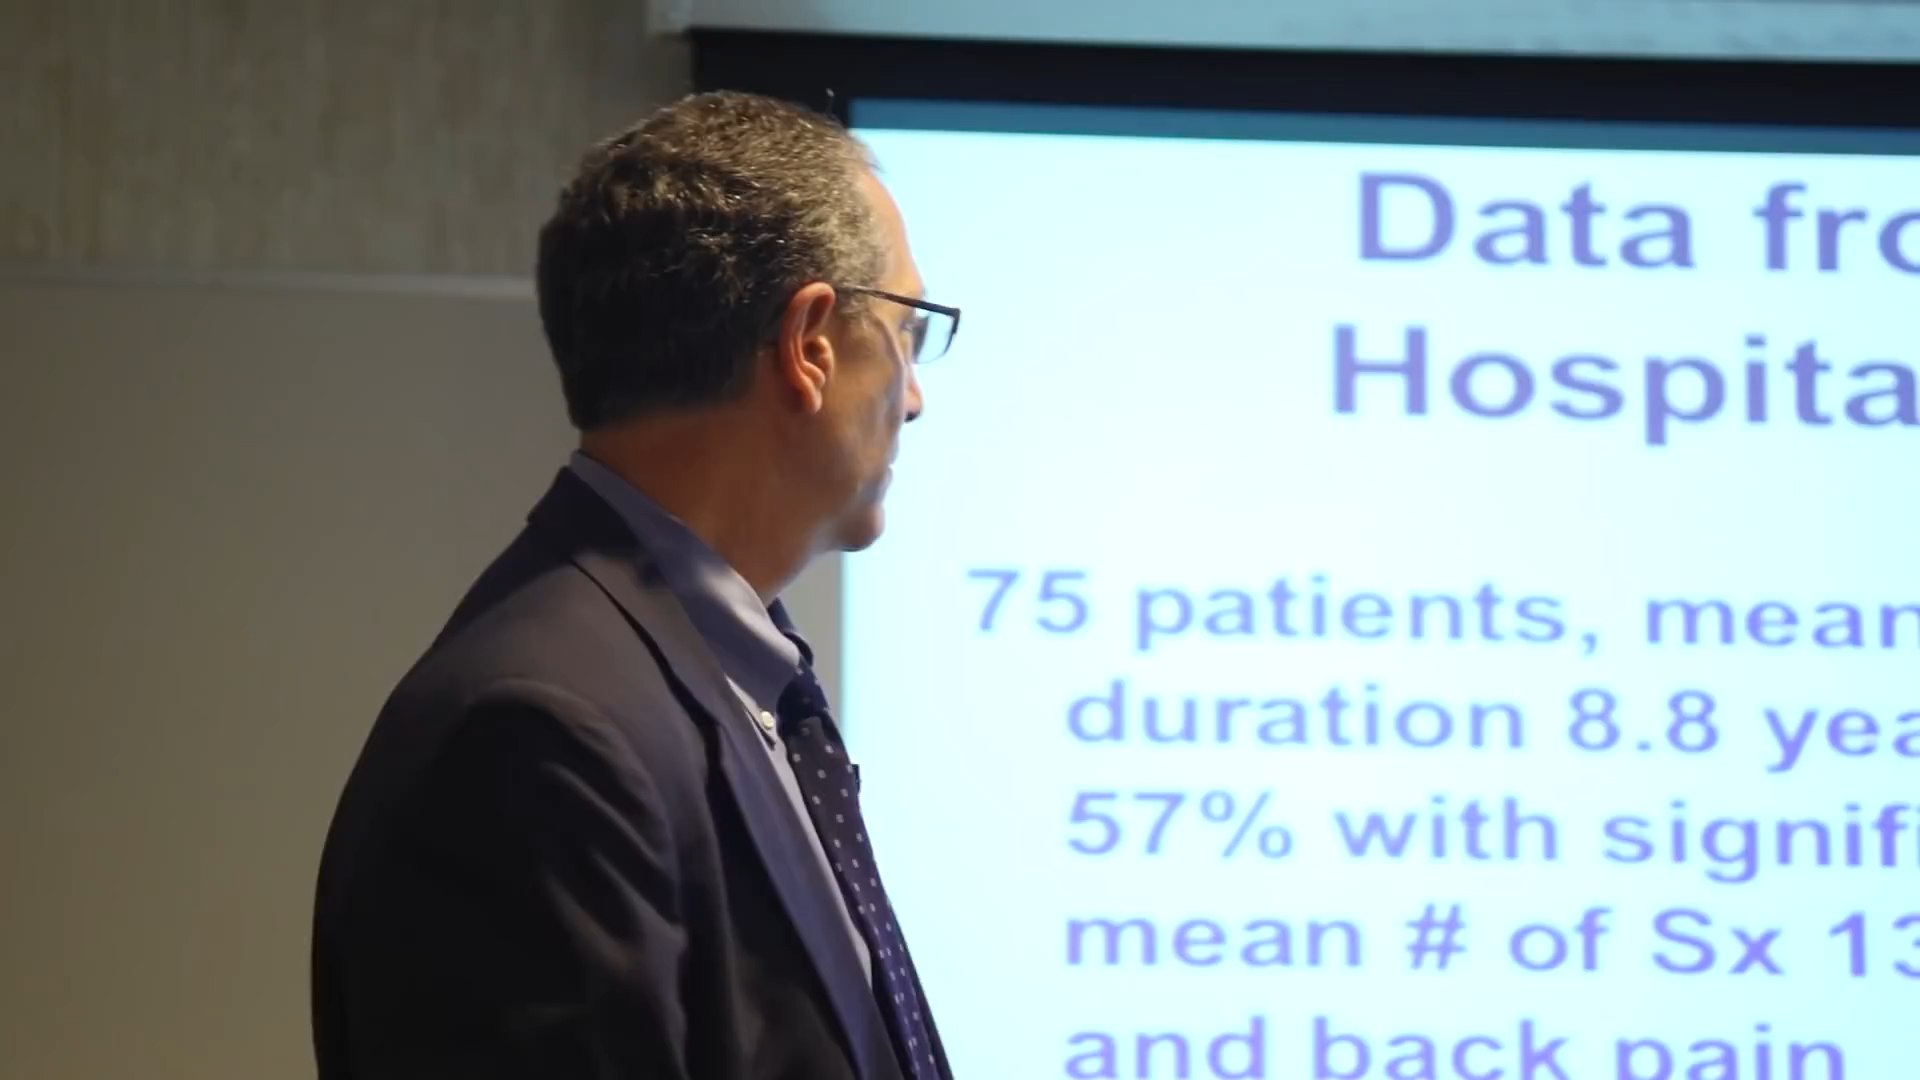 Data fro
Hospita
75 patients, mean
duration 8.8 yea
57% with signifi
mean # of Sx 13
and back pain